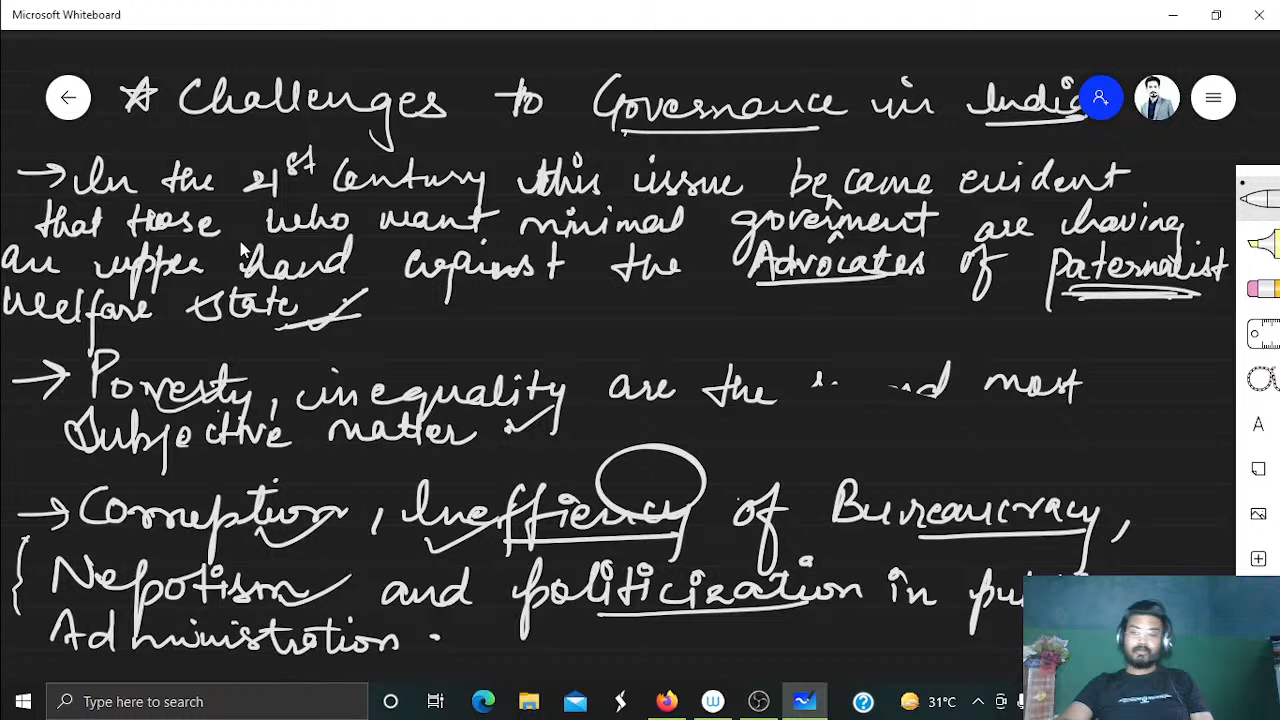 Microsoft Whiteboard
Challenges to Governance in India
→ In the 21st Century this issue became evident
that those who want minimal government are having
an upper hand against the Advocates of paternalist
Welfare state
→ Poverty, inequality are the most
Subjective matter
→ Corruption, Inefficiency of Bureaucracy,
Nepotism and politicization in
Administration.
Type here to search
31°C